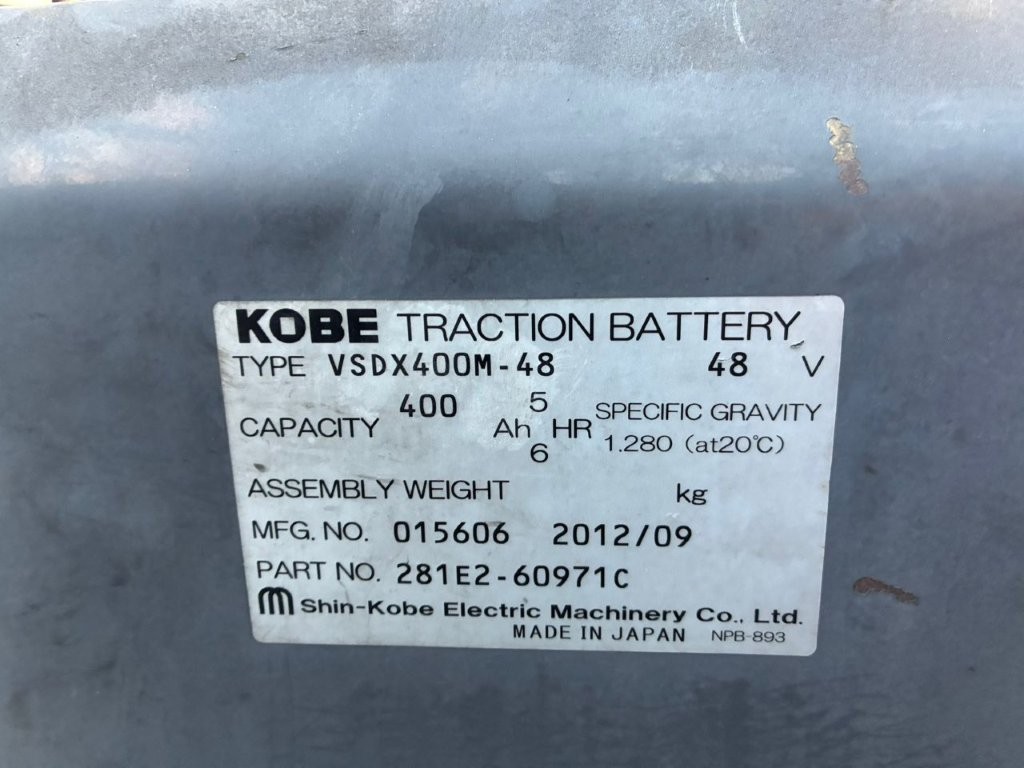 KOBE TRACTION BATTERY
TYPE VSDX400M-48 48 V
CAPACITY 400 Ah 5 HR SPECIFIC GRAVITY
6 1.280 (at20℃)
ASSEMBLY WEIGHT kg
MFG. NO. 015606 2012/09
PART NO. 281E2-60971C
Shin-Kobe Electric Machinery Co., Ltd.
MADE IN JAPAN NPB-893